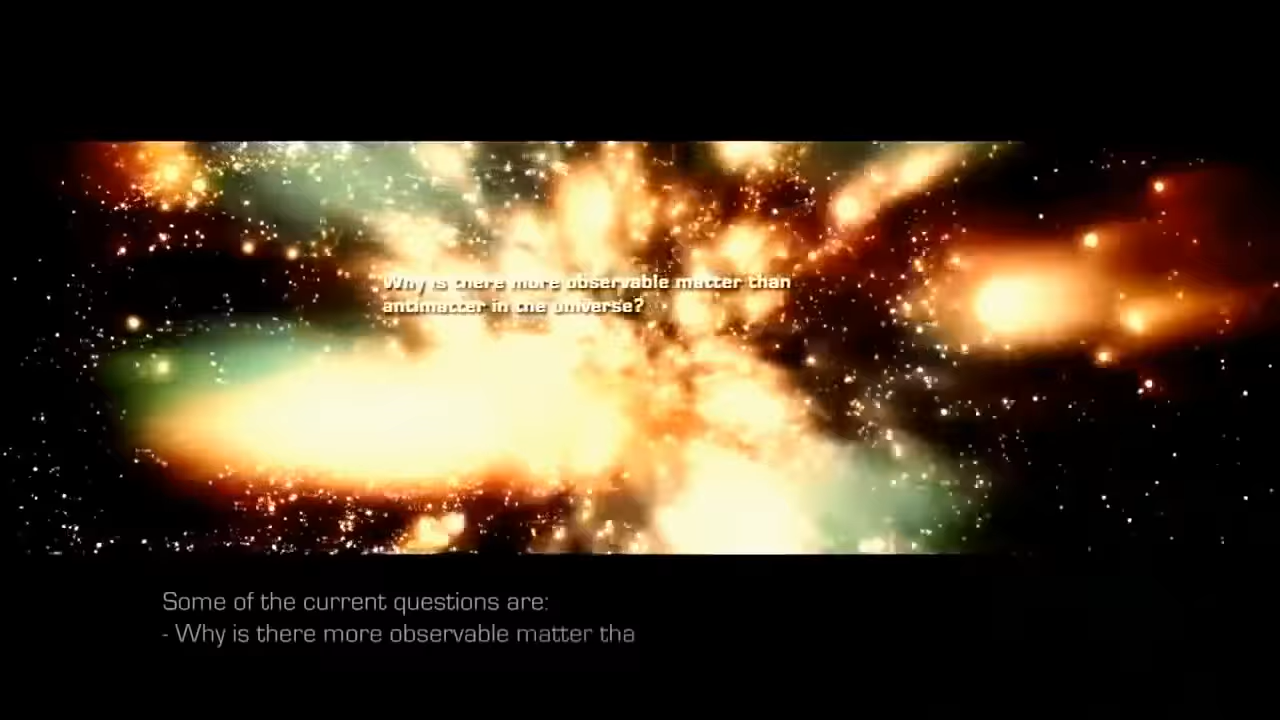 Why is there more observable matter than
antimatter in the universe?
Some of the current questions are:
- Why is there more observable matter tha